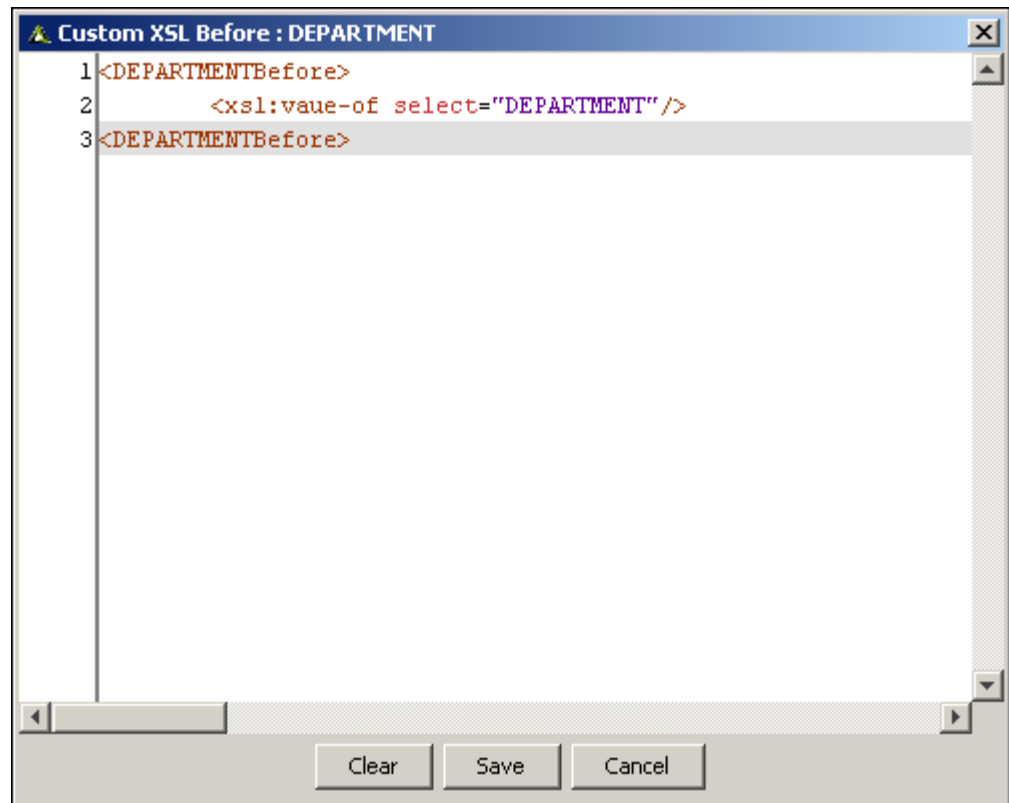 Custom XSL Before : DEPARTMENT
1 <DEPARTMENTBefore>
2 <xsl:vaue-of select="DEPARTMENT"/>
3 <DEPARTMENTBefore>
Clear Save Cancel